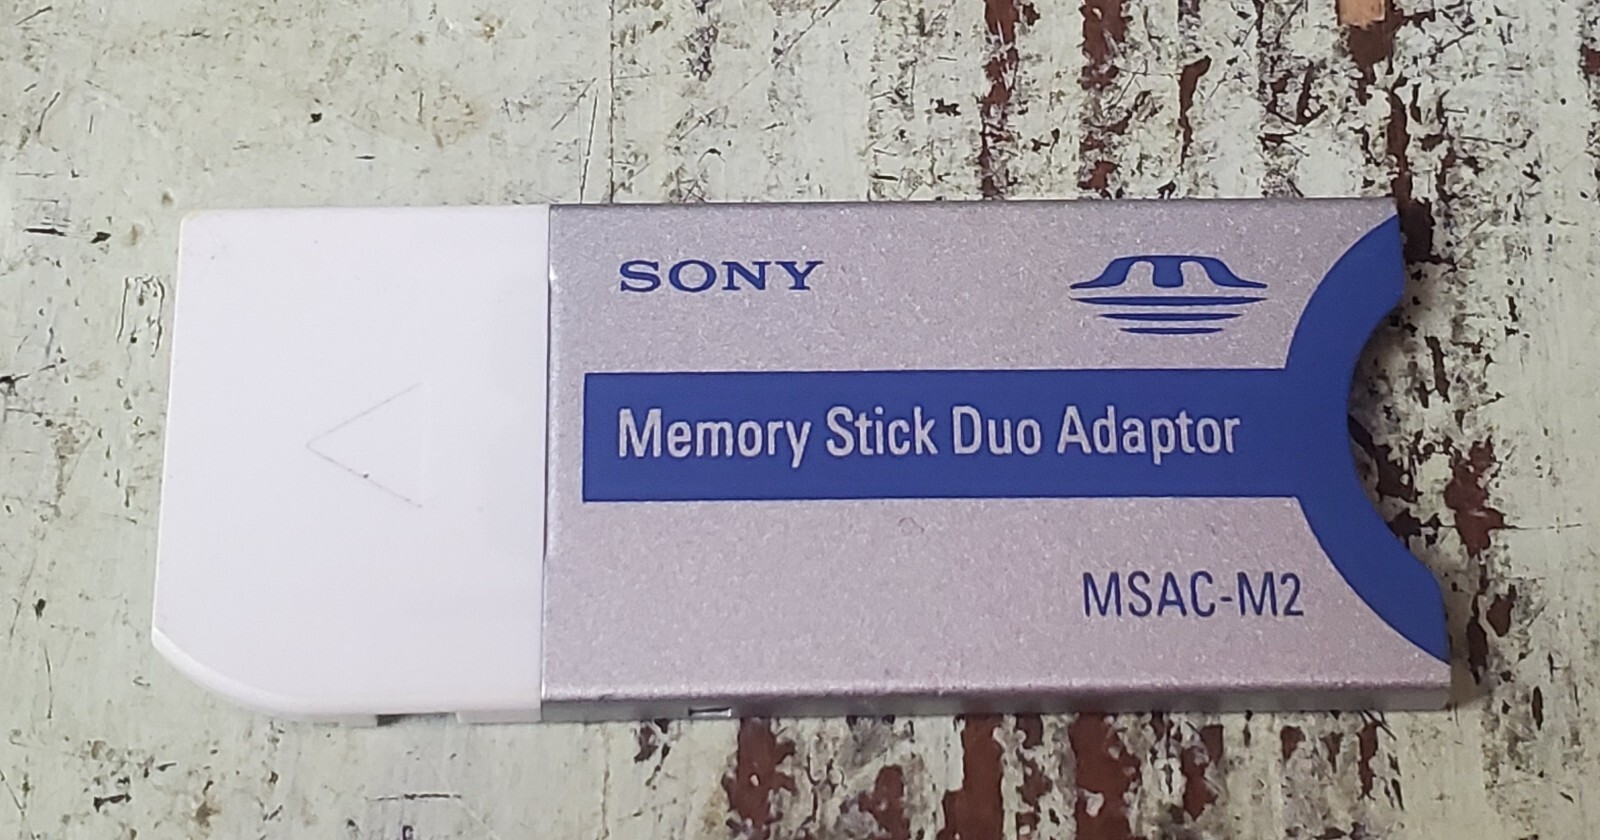 SONY
Memory Stick Duo Adaptor
MSAC-M2